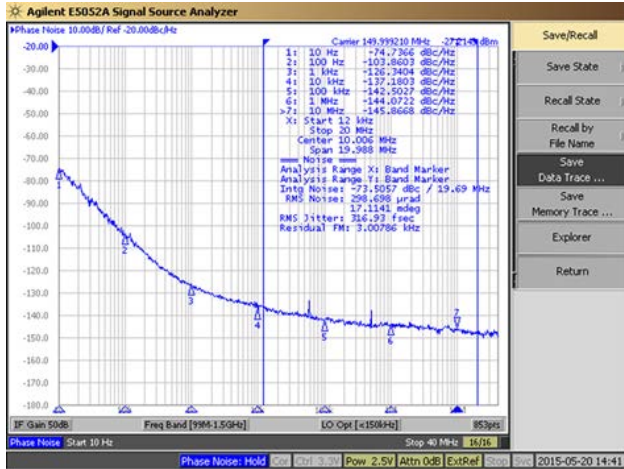 Agilent E5052A Signal Source Analyzer
Phase Noise 10.00dB/ Ref -20.00dBc/Hz
Carrier 149.999210 MHz
dBm
-20.00
-30.00
-40.00
-50.00
-60.00
-70.00
-80.00
-90.00
-100.0
-110.0
-120.0
-130.0
-140.0
-150.0
-160.0
-170.0
-180.0
1: 10 Hz -74.7366 dBc/Hz
2: 100 Hz -103.8603 dBc/Hz
3: 1 kHz -126.3404 dBc/Hz
4: 10 kHz -137.1803 dBc/Hz
5: 100 kHz -142.5027 dBc/Hz
6: 1 MHz -144.0722 dBc/Hz
>7: 10 MHz -145.8668 dBc/Hz
X: Start 12 kHz
Stop 20 MHz
Center 10.006 MHz
Span 19.988 MHz
=== Noise ===
Analysis Range X: Band Marker
Analysis Range Y: Band Marker
Intg Noise: -73.5057 dBc / 19.69 MHz
RMS Noise: 298.698 µrad
17.1141 mdeg
RMS Jitter: 316.93 fsec
Residual FM: 3.00786 kHz
1
2
3
4
5
6
7
IF Gain 50dB
Freq Band [99M-1.5GHz]
LO Opt [<150kHz]
853pts
Phase Noise Start 10 Hz
Stop 40 MHz 16/16
Phase Noise: Hold Cor Ctrl 3.3V Pow 2.5V Attn 0dB ExtRef Stop Svc 2015-05-20 14:41
Save/Recall
Save State
Recall State
Recall by
File Name
Save
Data Trace ...
Save
Memory Trace ...
Explorer
Return